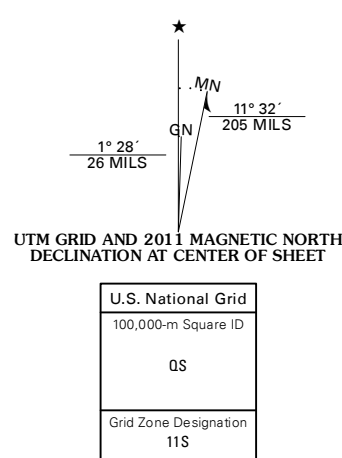 ★
MN
GN
11° 32´
205 MILS
1° 28´
26 MILS
UTM GRID AND 2011 MAGNETIC NORTH
DECLINATION AT CENTER OF SHEET
U.S. National Grid
100,000-m Square ID
QS
Grid Zone Designation
11S